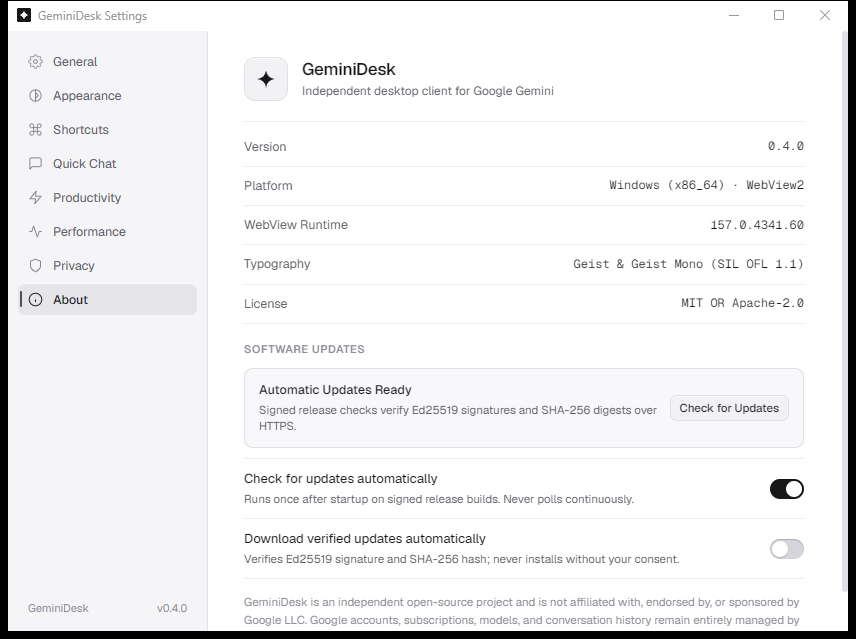 GeminiDesk Settings
General
Appearance
Shortcuts
Quick Chat
Productivity
Performance
Privacy
About
GeminiDesk v0.4.0
GeminiDesk
Independent desktop client for Google Gemini
Version 0.4.0
Platform Windows (x86_64) · WebView2
WebView Runtime 157.0.4341.60
Typography Geist & Geist Mono (SIL OFL 1.1)
License MIT OR Apache-2.0
SOFTWARE UPDATES
Automatic Updates Ready
Signed release checks verify Ed25519 signatures and SHA-256 digests over
HTTPS.
Check for Updates
Check for updates automatically
Runs once after startup on signed release builds. Never polls continuously.
Download verified updates automatically
Verifies Ed25519 signature and SHA-256 hash; never installs without your consent.
GeminiDesk is an independent open-source project and is not affiliated with, endorsed by, or sponsored by
Google LLC. Google accounts, subscriptions, models, and conversation history remain entirely managed by